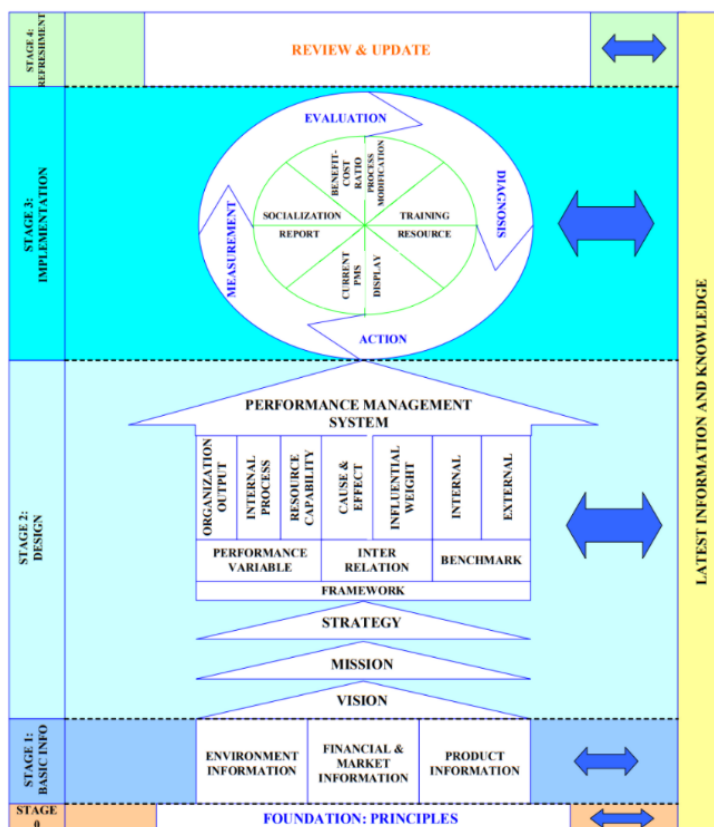 STAGE 4:
REFRESHMENT
REVIEW & UPDATE
STAGE 3:
IMPLEMENTATION
EVALUATION
DIAGNOSIS
ACTION
MEASUREMENT
BENEFIT-
COST
RATIO
PROCESS
MODIFICATION
SOCIALIZATION
TRAINING
REPORT
RESOURCE
CURRENT
PMS
DISPLAY
LATEST INFORMATION AND KNOWLEDGE
STAGE 2:
DESIGN
PERFORMANCE MANAGEMENT
SYSTEM
ORGANIZATION
OUTPUT
INTERNAL
PROCESS
RESOURCE
CAPABILITY
CAUSE &
EFFECT
INFLUENTIAL
WEIGHT
INTERNAL
EXTERNAL
PERFORMANCE
VARIABLE
INTER
RELATION
BENCHMARK
FRAMEWORK
STRATEGY
MISSION
VISION
STAGE 1:
BASIC INFO
ENVIRONMENT
INFORMATION
FINANCIAL &
MARKET
INFORMATION
PRODUCT
INFORMATION
STAGE
0
FOUNDATION: PRINCIPLES